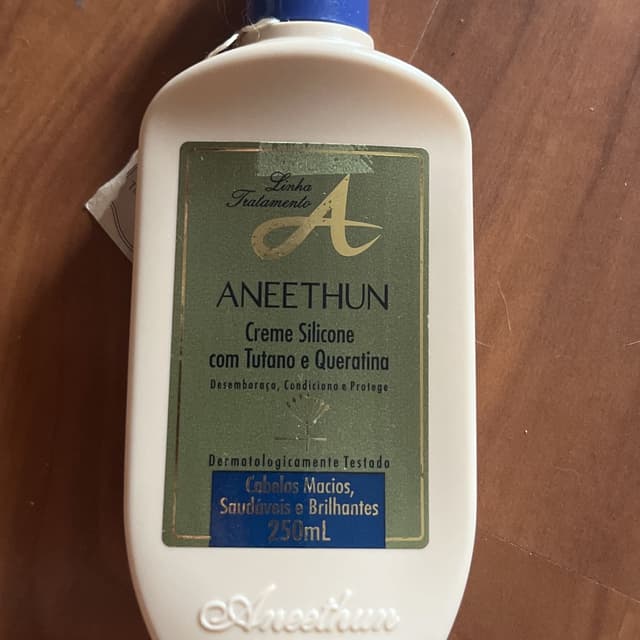 Linha
Tratamento
A
ANEETHUN
Creme Silicone
com Tutano e Queratina
Desembaraça, Condiciona e Protege
Dermatologicamente Testado
Cabelos Macios,
Saudáveis e Brilhantes
250mL
Aneethun